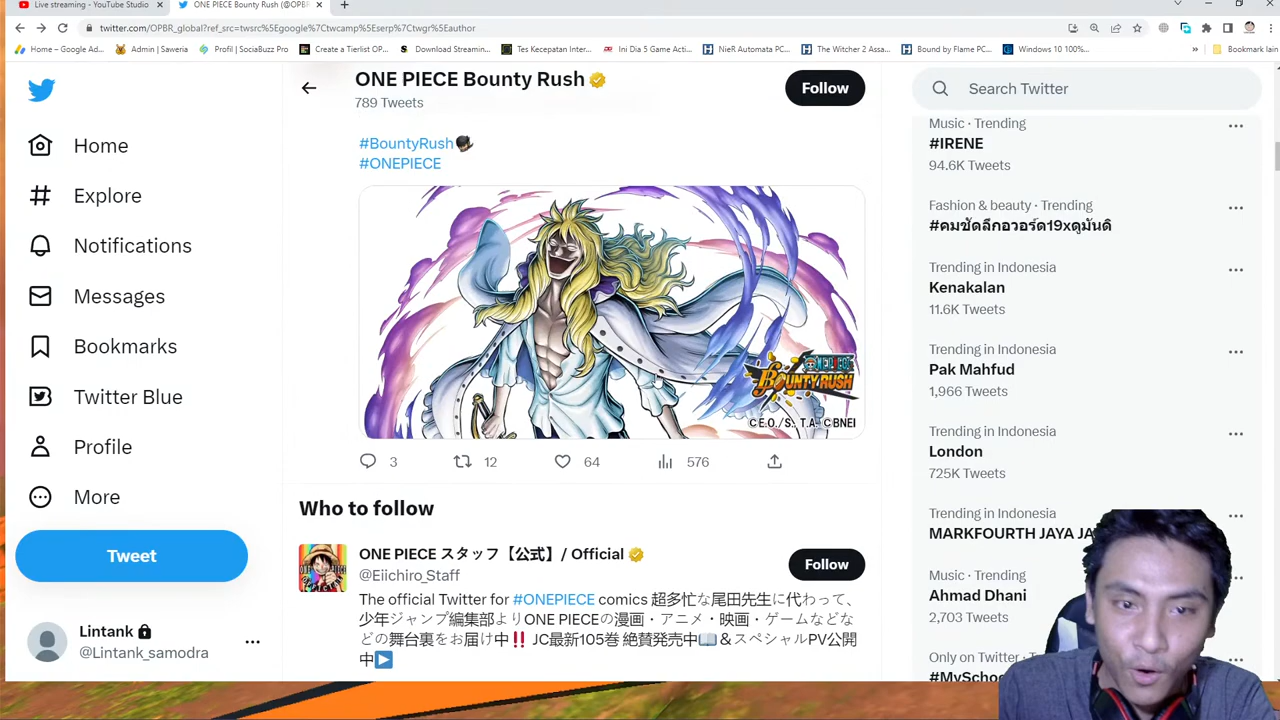 Live streaming - YouTube Studio
ONE PIECE Bounty Rush (@OPBR_
twitter.com/OPBR_global?ref_src=twsrc%5Egoogle%7Ctwcamp%5Eserp%7Ctwgr%5Eauthor
Home – Google Ad...
Admin | Saweria
Profil | SociaBuzz Pro
Create a Tierlist OP...
Download Streamin...
Tes Kecepatan Inter...
Ini Dia 5 Game Acti...
NieR Automata PC...
The Witcher 2 Assa...
Bound by Flame PC...
Windows 10 100%...
Bookmark lain
Home
Explore
Notifications
Messages
Bookmarks
Twitter Blue
Profile
More
Tweet
Lintank
@Lintank_samodra
ONE PIECE Bounty Rush
789 Tweets
Follow
#BountyRush
#ONEPIECE
ONE PIECE
BOUNTY RUSH
©E.O./S., T.A. ©BNEI
3
12
64
576
Who to follow
ONE PIECE スタッフ【公式】/ Official
@Eiichiro_Staff
Follow
The official Twitter for #ONEPIECE comics 超多忙な尾田先生に代わって、
少年ジャンプ編集部よりONE PIECEの漫画・アニメ・映画・ゲームなどな
どの舞台裏をお届け中‼ JC最新105巻 絶賛発売中📖＆スペシャルPV公開
中▶
Search Twitter
Music · Trending
#IRENE
94.6K Tweets
Fashion & beauty · Trending
#คมชัดลึกอวอร์ด19xตูมันดิ
Trending in Indonesia
Kenakalan
11.6K Tweets
Trending in Indonesia
Pak Mahfud
1,966 Tweets
Trending in Indonesia
London
725K Tweets
Trending in Indonesia
MARKFOURTH JAYA JA
Music · Trending
Ahmad Dhani
2,703 Tweets
Only on Twitter · Tren
#MySchoo